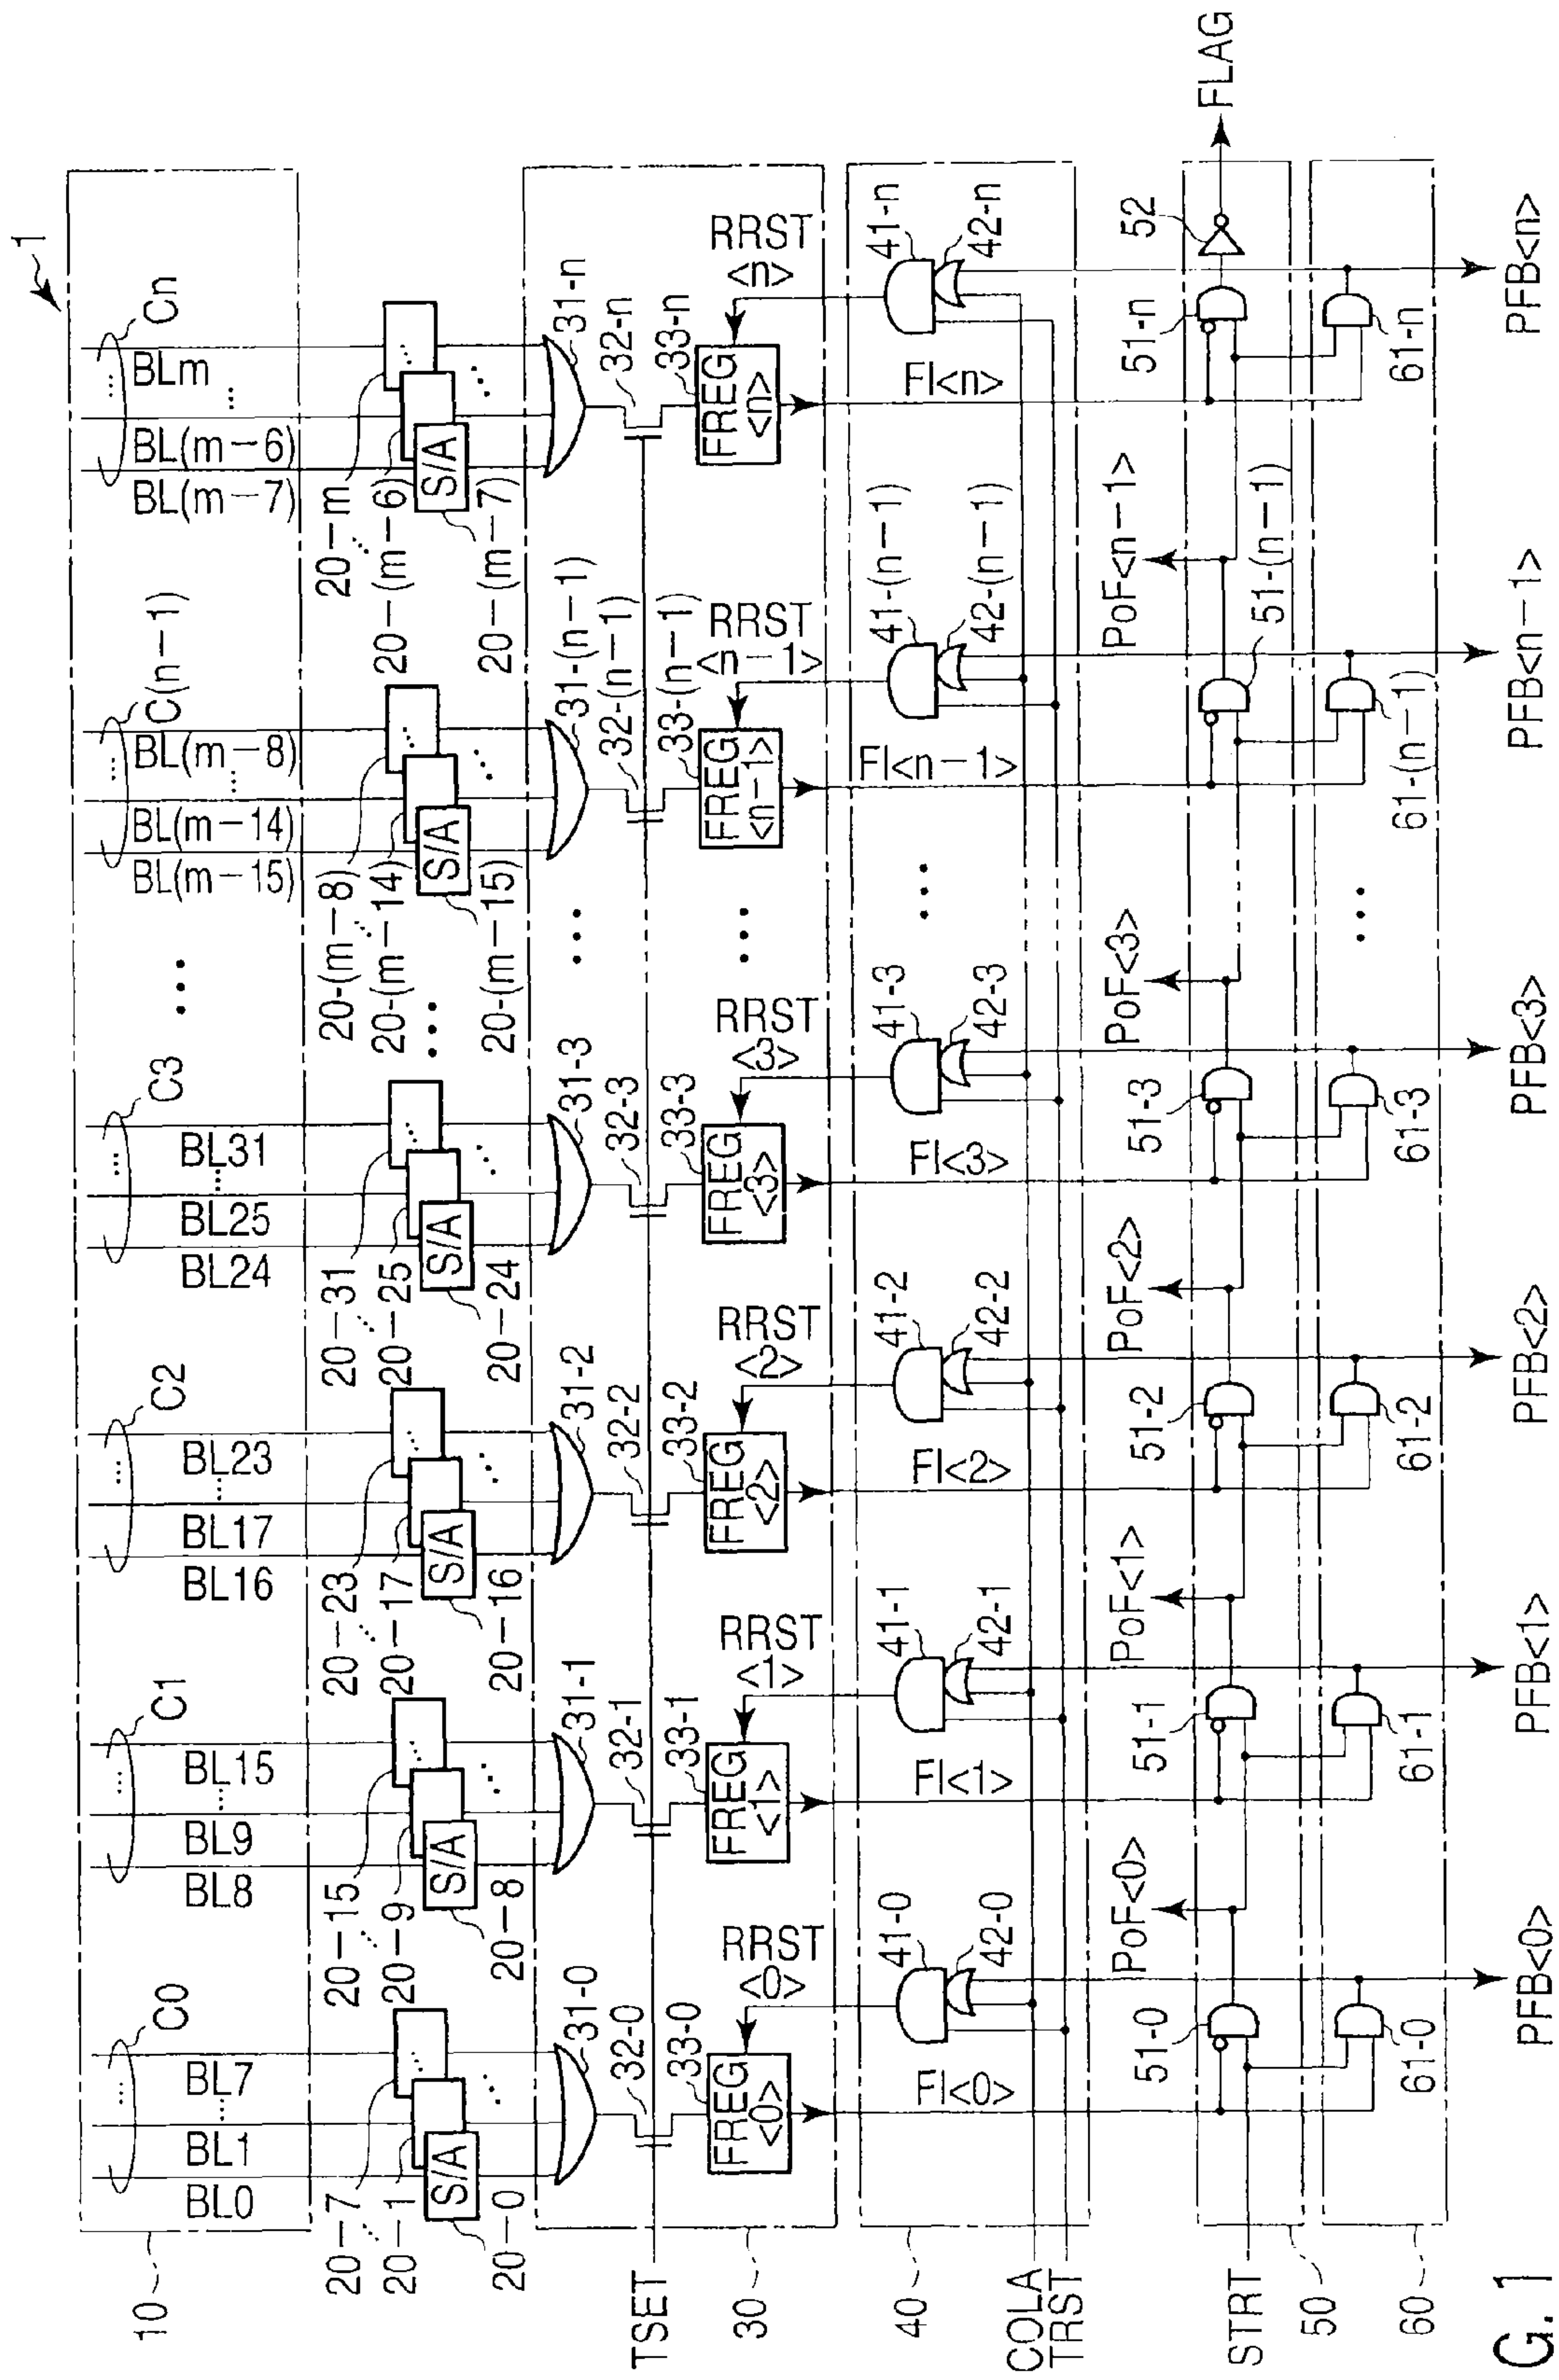 1
C0
C1
C2
C3
...
C(n−1)
Cn
10
BL7
BL1
BL0
BL15
BL9
BL8
BL23
BL17
BL16
BL31
BL25
BL24
BL(m−8)
BL(m−14)
BL(m−15)
BLm
BL(m−6)
BL(m−7)
20−7
20−1
20−0
S/A
20−15
20−9
20−8
S/A
20−23
20−17
20−16
S/A
20−31
20−25
20−24
S/A
...
20-(m−8)
20-(m−14)
20-(m−15)
S/A
20−m
20−(m−6)
20−(m−7)
S/A
31-0
31-1
31-2
31-3
...
31-(n−1)
31-n
TSET
32-0
32-1
32-2
32-3
32-(n−1)
32-n
33-0
33-1
33-2
33-3
33-(n−1)
33-n
30
FREG
<0>
RRST
<0>
FREG
<1>
RRST
<1>
FREG
<2>
RRST
<2>
FREG
<3>
RRST
<3>
...
FREG
<n−1>
RRST
<n−1>
FREG
<n>
RRST
<n>
40
41-0
41-1
41-2
41-3
41-(n−1)
41-n
FI<0>
FI<1>
FI<2>
FI<3>
...
FI<n−1>
FI<n>
42-0
42-1
42-2
42-3
42-(n−1)
42-n
COLA
TRST
PoF<0>
PoF<1>
PoF<2>
PoF<3>
PoF<n−1>
51-0
51-1
51-2
51-3
51-(n−1)
51-n
52
FLAG
STRT
50
61-0
61-1
61-2
61-3
...
61-(n−1)
61-n
60
PFB<0>
PFB<1>
PFB<2>
PFB<3>
PFB<n−1>
PFB<n>
G. 1